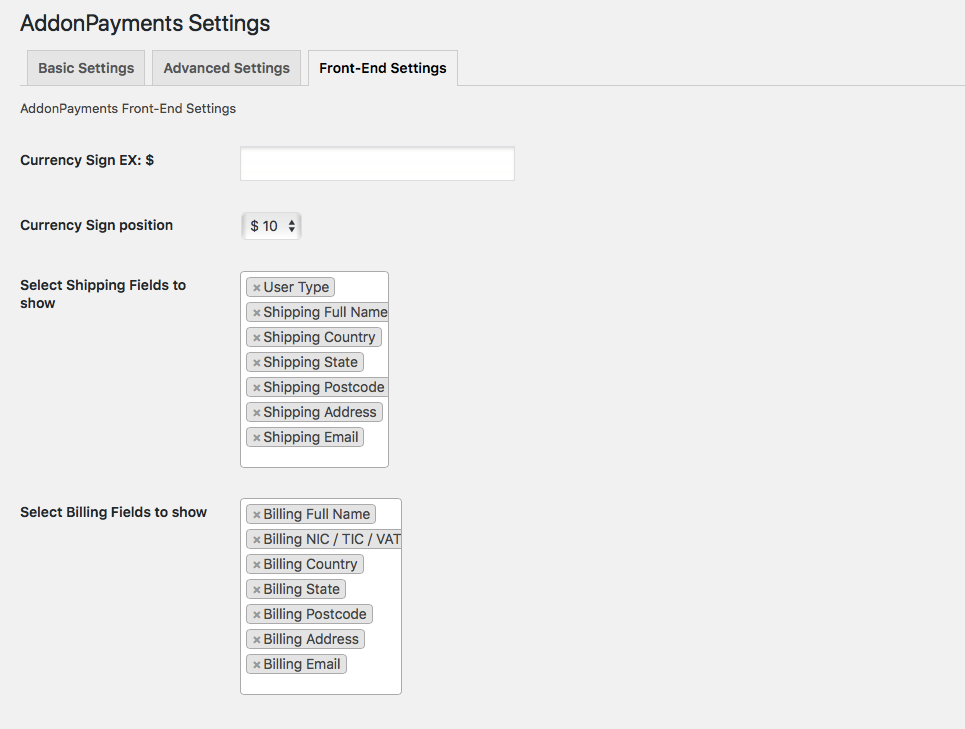 AddonPayments Settings
Basic Settings Advanced Settings Front-End Settings
AddonPayments Front-End Settings
Currency Sign EX: $
Currency Sign position $ 10
Select Shipping Fields to
show
×User Type
×Shipping Full Name
×Shipping Country
×Shipping State
×Shipping Postcode
×Shipping Address
×Shipping Email
Select Billing Fields to show
×Billing Full Name
×Billing NIC / TIC / VAT
×Billing Country
×Billing State
×Billing Postcode
×Billing Address
×Billing Email